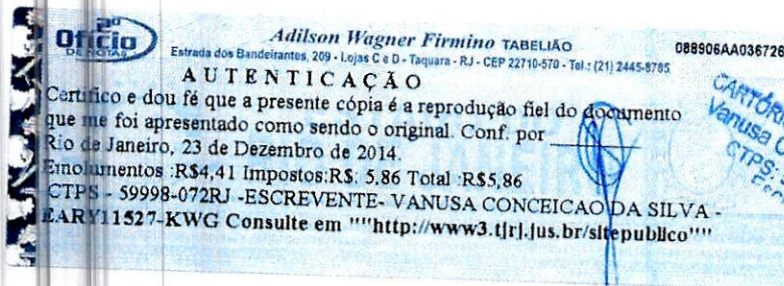 2º
Ofício
DE NOTAS
Adilson Wagner Firmino TABELIÃO
088906AA036726
Estrada dos Bandeirantes, 209 - Lojas C e D - Taquara - RJ - CEP 22710-570 - Tel.: (21) 2445-8785
AUTENTICAÇÃO
Certifico e dou fé que a presente cópia é a reprodução fiel do documento
que me foi apresentado como sendo o original. Conf. por
Rio de Janeiro, 23 de Dezembro de 2014.
Emolumentos :R$4,41 Impostos:R$: 5,86 Total :R$5,86
CTPS - 59998-072RJ -ESCREVENTE- VANUSA CONCEICAO DA SILVA -
EARY11527-KWG Consulte em ""http://www3.tjrj.jus.br/sitepublico""
Vanusa C
CTPS: